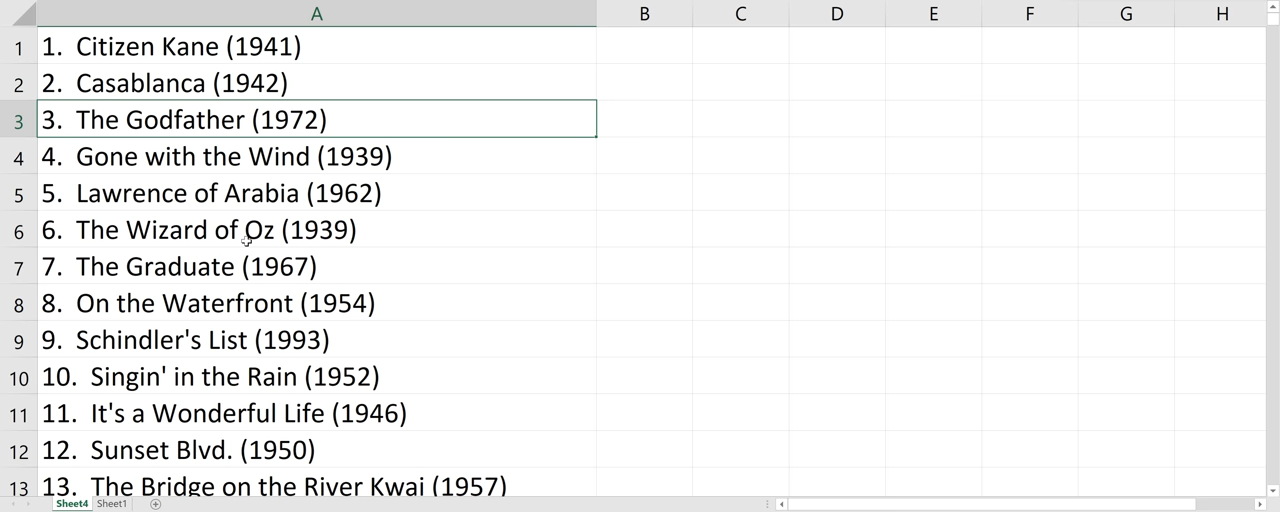 A B C D E F G H
1 1.  Citizen Kane (1941)
2 2.  Casablanca (1942)
3 3.  The Godfather (1972)
4 4.  Gone with the Wind (1939)
5 5.  Lawrence of Arabia (1962)
6 6.  The Wizard of Oz (1939)
7 7.  The Graduate (1967)
8 8.  On the Waterfront (1954)
9 9.  Schindler's List (1993)
10 10.  Singin' in the Rain (1952)
11 11.  It's a Wonderful Life (1946)
12 12.  Sunset Blvd. (1950)
13 13.  The Bridge on the River Kwai (1957)
Sheet4 Sheet1